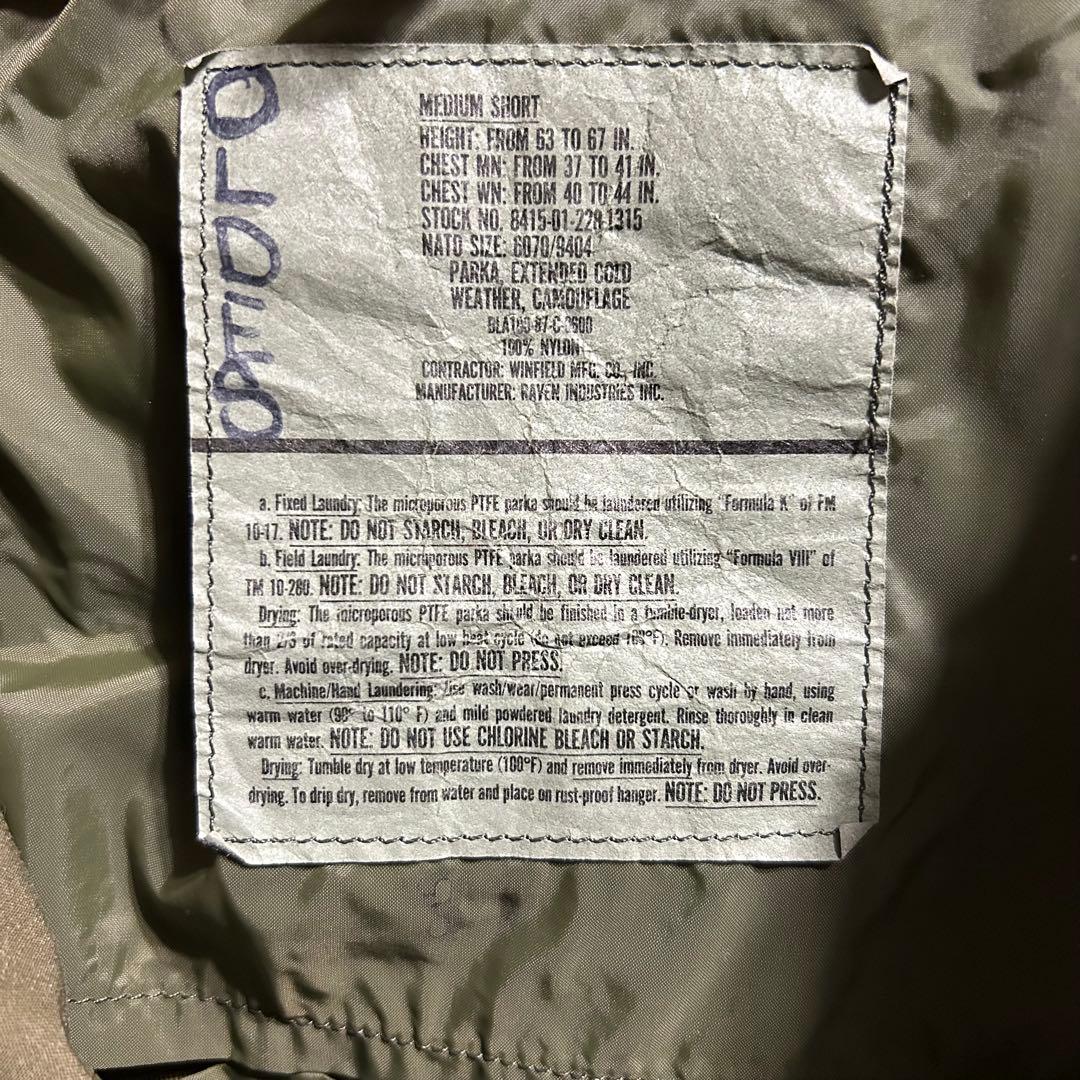 MEDIUM SHORT
HEIGHT: FROM 63 TO 67 IN.
CHEST MN: FROM 37 TO 41 IN.
CHEST WN: FROM 40 TO 44 IN.
STOCK NO. 8415-01-228-1315
NATO SIZE: 6070/9404
PARKA, EXTENDED COLD
WEATHER, CAMOUFLAGE
100% NYLON
CONTRACTOR: WINFIELD MFG. CO., INC.
MANUFACTURER: RAVEN INDUSTRIES INC.
a. Fixed Laundry: The microporous PTFE parka should be laundered utilizing "Formula X" of FM
10-17. NOTE: DO NOT STARCH, BLEACH, OR DRY CLEAN.
b. Field Laundry: The microporous PTFE parka should be laundered utilizing "Formula VIII" of
TM 10-280. NOTE: DO NOT STARCH, BLEACH, OR DRY CLEAN.
Drying: The microporous PTFE parka should be finished in a tumble-dryer, loaded not more
than 2/3 of rated capacity at low heat cycle (do not exceed Remove immediately from
dryer. Avoid over-drying. NOTE: DO NOT PRESS.
c. Machine/Hand Laundering: Use wash/wear/permanent press cycle or wash by hand, using
warm water (90° to 110° F) and mild powdered laundry detergent. Rinse thoroughly in clean
warm water. NOTE: DO NOT USE CHLORINE BLEACH OR STARCH.
Drying: Tumble dry at low temperature (100°F) and remove immediately from dryer. Avoid over-
drying. To drip dry, remove from water and place on rust-proof hanger. NOTE: DO NOT PRESS.